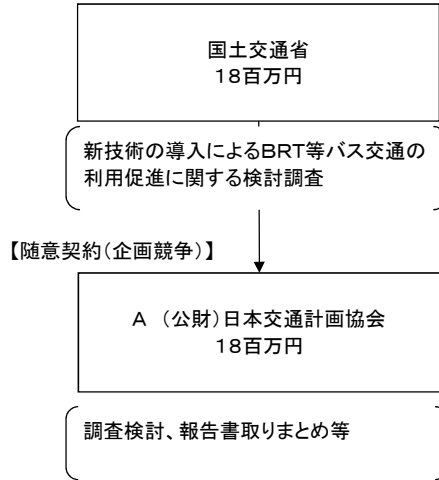 国土交通省
18百万円
新技術の導入によるBRT等バス交通の
利用促進に関する検討調査
【随意契約(企画競争)】
A (公財)日本交通計画協会
18百万円
調査検討、報告書取りまとめ等